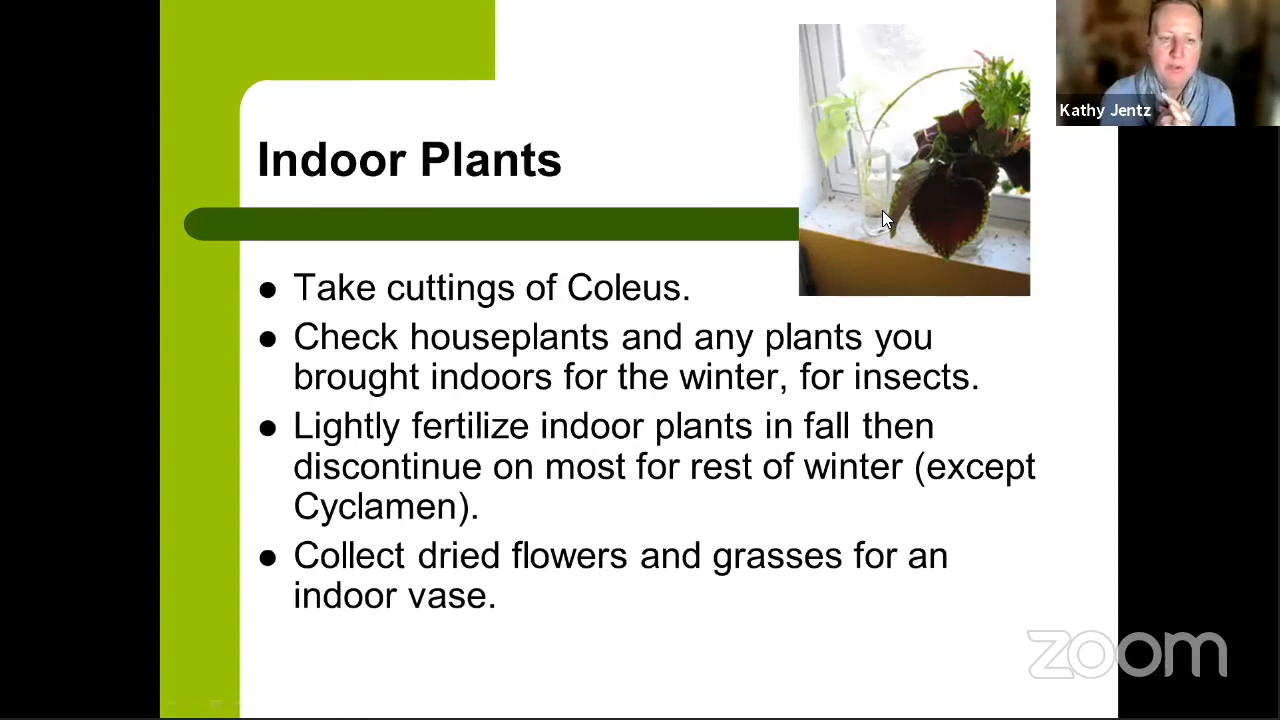 Kathy Jentz
Indoor Plants
● Take cuttings of Coleus.
● Check houseplants and any plants you
brought indoors for the winter, for insects.
● Lightly fertilize indoor plants in fall then
discontinue on most for rest of winter (except
Cyclamen).
● Collect dried flowers and grasses for an
indoor vase.
zoom